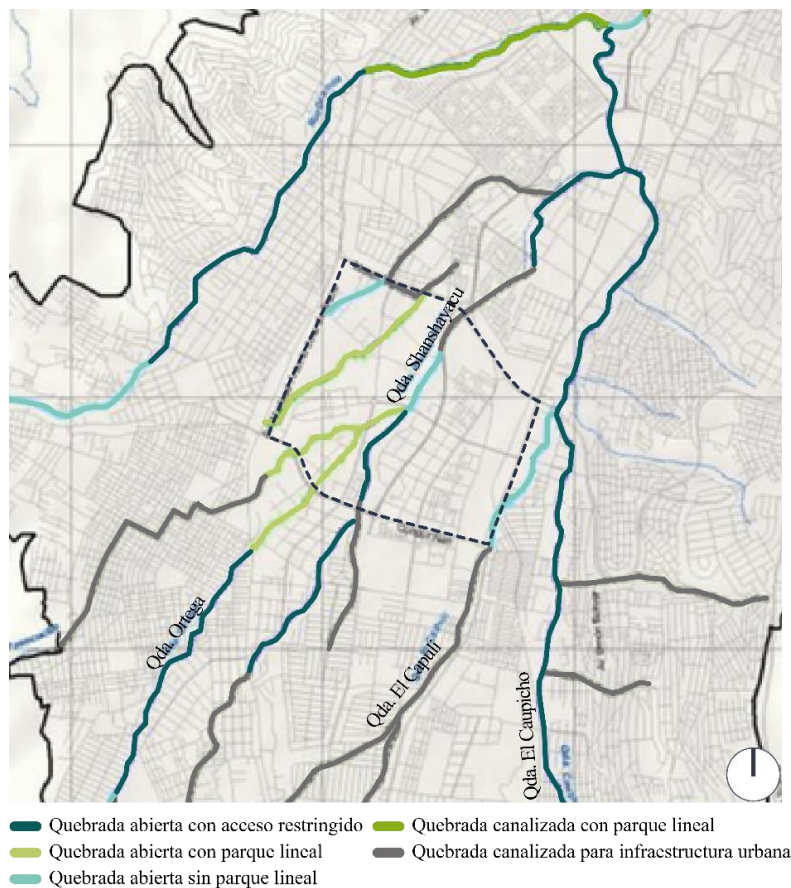 Qda. Shanshayacu
Qda. Ortega
Qda. El Capulí
Qda. El Caupicho
Quebrada abierta con acceso restringido
Quebrada canalizada con parque lineal
Quebrada abierta con parque lineal
Quebrada canalizada para infraestructura urbana
Quebrada abierta sin parque lineal